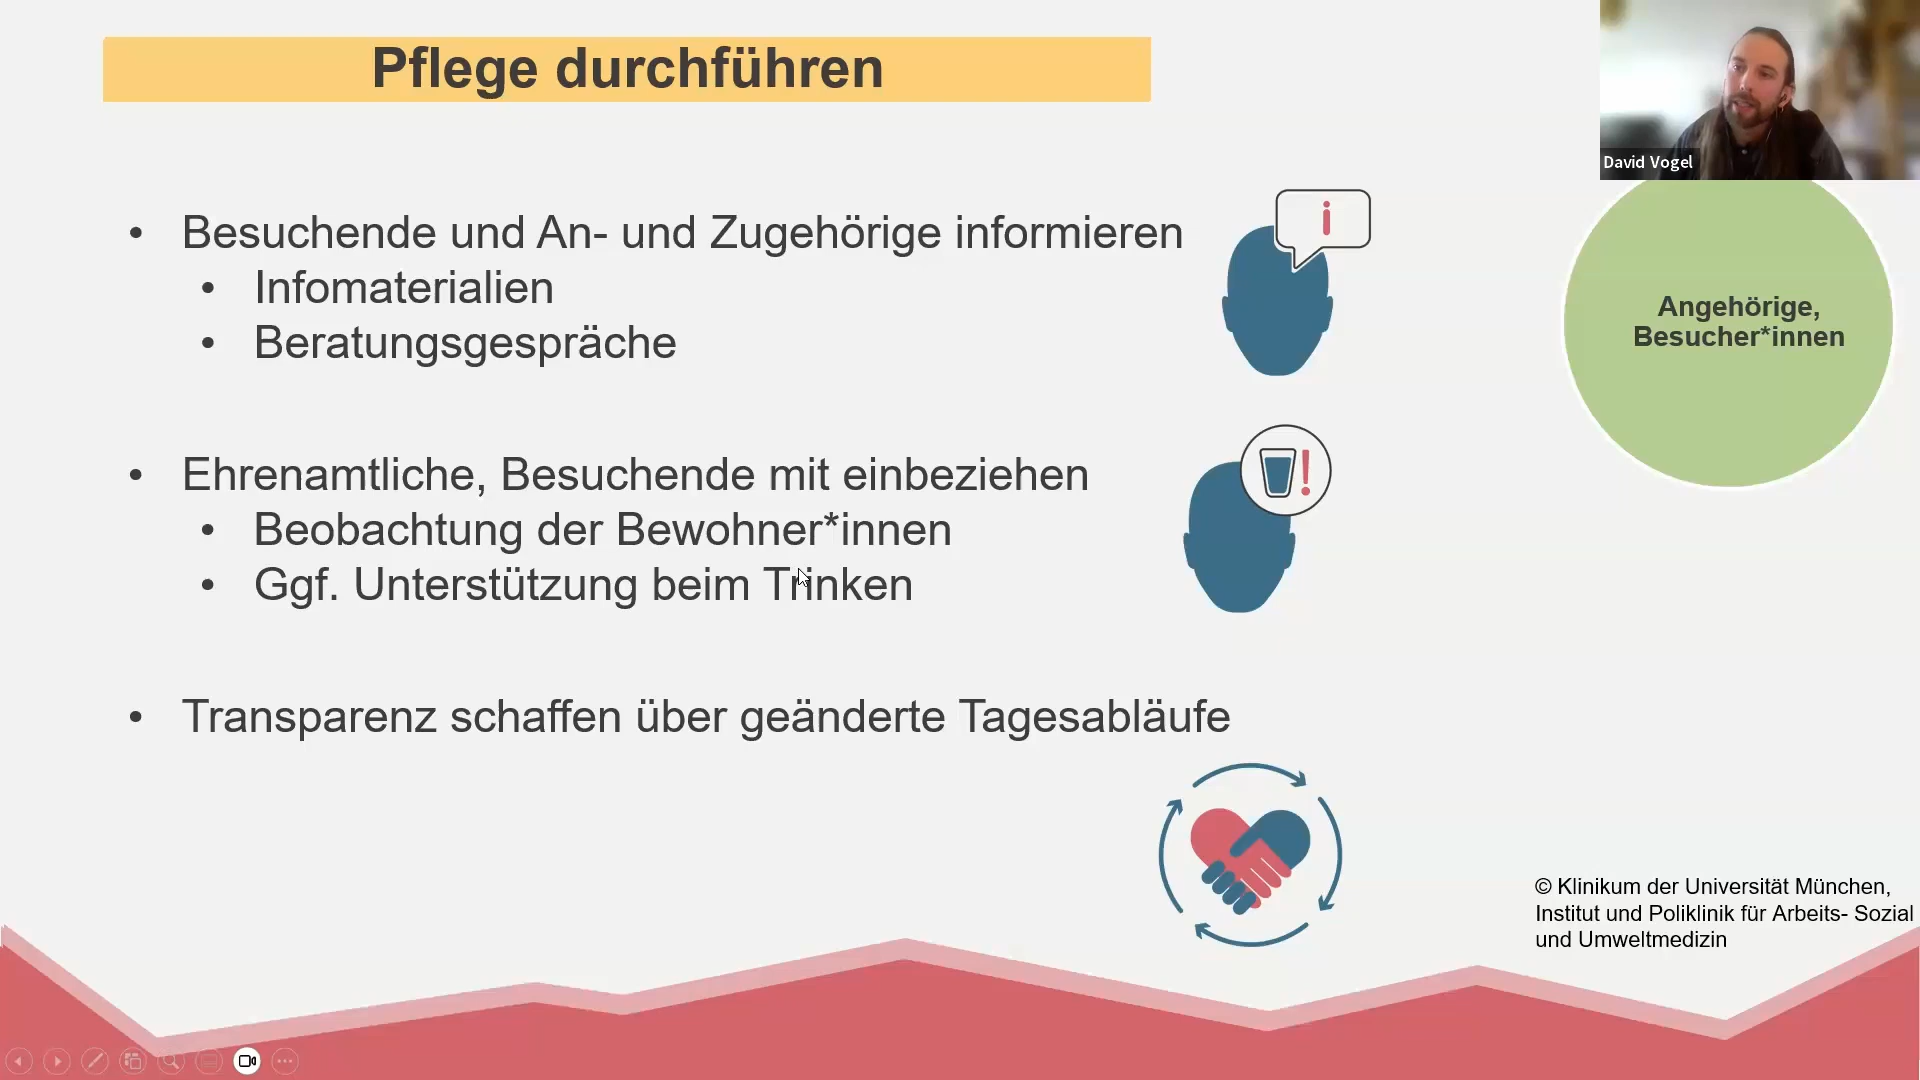 Pflege durchführen
David Vogel
• Besuchende und An- und Zugehörige informieren
• Infomaterialien
• Beratungsgespräche
i
Angehörige,
Besucher*innen
• Ehrenamtliche, Besuchende mit einbeziehen
• Beobachtung der Bewohner*innen
• Ggf. Unterstützung beim Trinken
!
• Transparenz schaffen über geänderte Tagesabläufe
© Klinikum der Universität München,
Institut und Poliklinik für Arbeits- Sozial
und Umweltmedizin